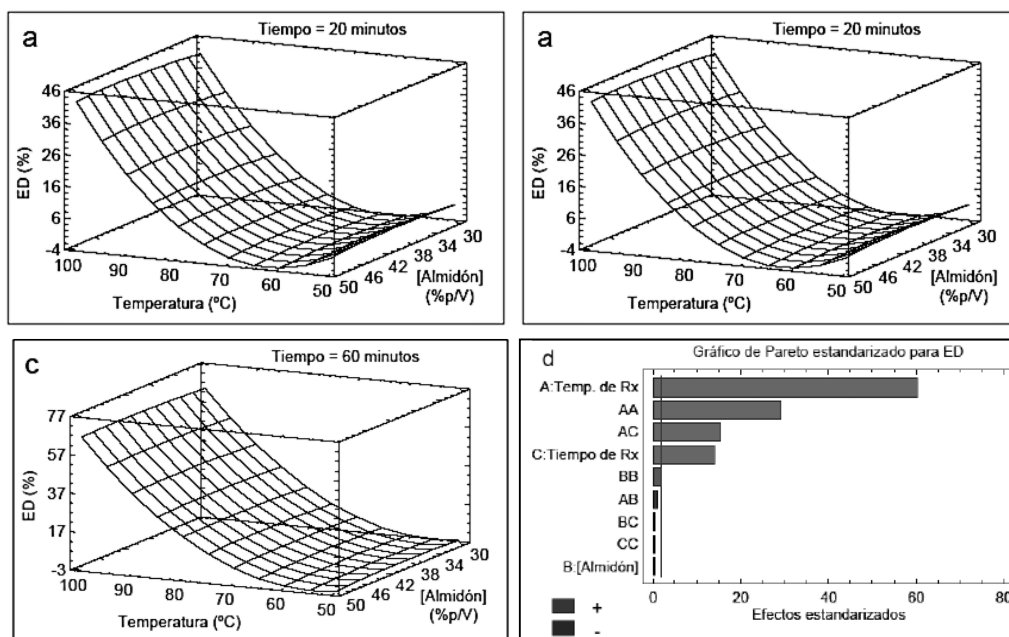 a
Tiempo = 20 minutos
46
36
26
16
6
-4
ED (%)
100
90
80
70
60
50
Temperatura (ºC)
50
46
42
38
34
30
[Almidón]
(%p/V)
a
Tiempo = 20 minutos
46
36
26
16
6
-4
ED (%)
100
90
80
70
60
50
Temperatura (ºC)
50
46
42
38
34
30
[Almidón]
(%p/V)
c
Tiempo = 60 minutos
77
57
37
17
-3
ED (%)
100
90
80
70
60
50
Temperatura (ºC)
50
46
42
38
34
30
[Almidón]
(%p/V)
d
Gráfico de Pareto estandarizado para ED
A:Temp. de Rx
AA
AC
C:Tiempo de Rx
BB
AB
BC
CC
B:[Almidón]
0 20 40 60 80
Efectos estandarizados
+
-